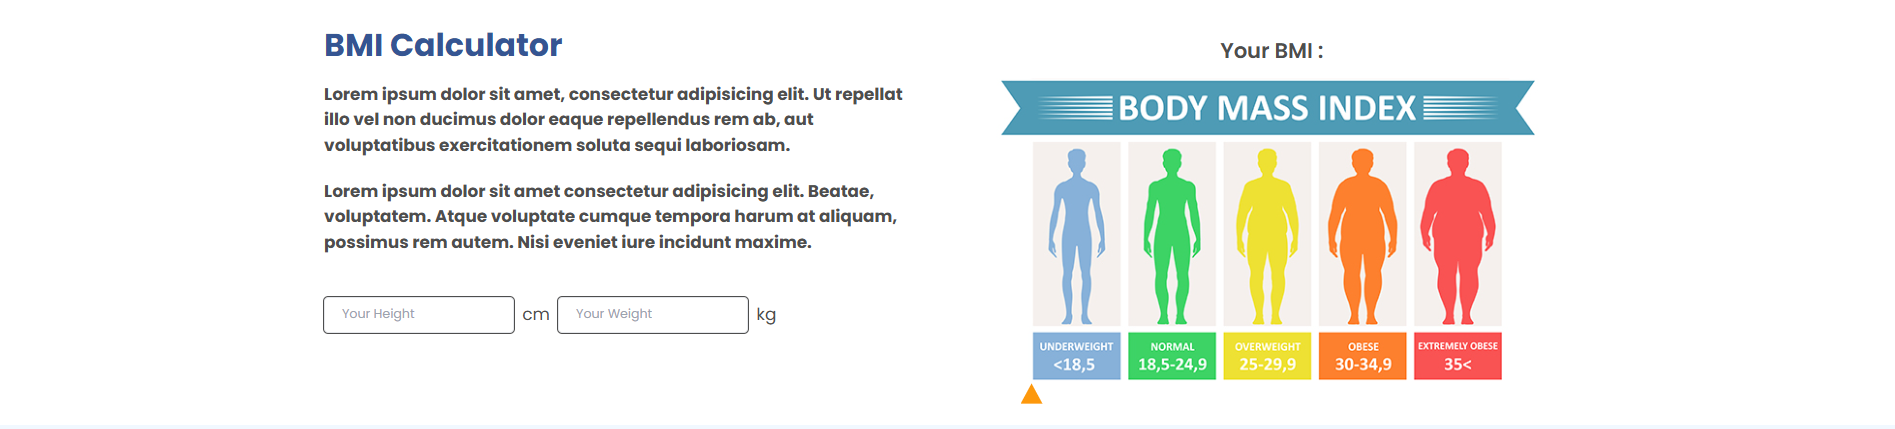 BMI Calculator
Lorem ipsum dolor sit amet, consectetur adipisicing elit. Ut repellat
illo vel non ducimus dolor eaque repellendus rem ab, aut
voluptatibus exercitationem soluta sequi laboriosam.
Lorem ipsum dolor sit amet consectetur adipisicing elit. Beatae,
voluptatem. Atque voluptate cumque tempora harum at aliquam,
possimus rem autem. Nisi eveniet iure incidunt maxime.
Your Height cm Your Weight kg
Your BMI :
BODY MASS INDEX
UNDERWEIGHT NORMAL OVERWEIGHT OBESE EXTREMELY OBESE
<18,5 18,5-24,9 25-29,9 30-34,9 35<